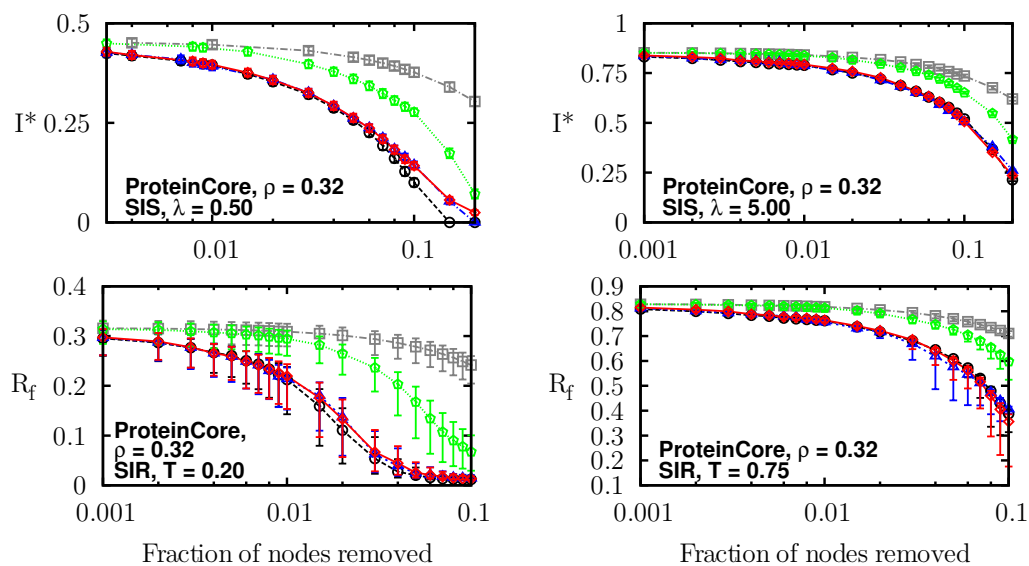 0.5
I* 0.25
0
ProteinCore, ρ = 0.32
SIS, λ = 0.50
0.01 0.1
1
0.75
I* 0.5
0.25
0
ProteinCore, ρ = 0.32
SIS, λ = 5.00
0.001 0.01 0.1
0.4
0.3
R_f 0.2
0.1
0
ProteinCore,
ρ = 0.32
SIR, T = 0.20
0.001 0.01 0.1
Fraction of nodes removed
0.9
0.8
0.7
0.6
R_f 0.5
0.4
0.3
0.2
0.1
ProteinCore, ρ = 0.32
SIR, T = 0.75
0.001 0.01 0.1
Fraction of nodes removed